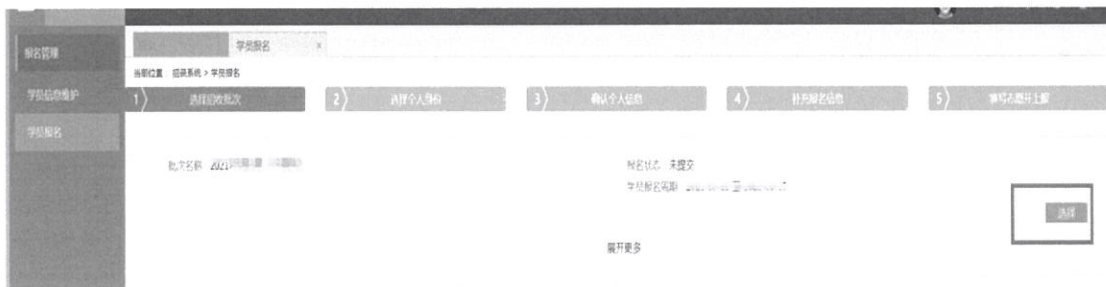 报名管理
学员报名 ×
当前位置 招录系统 > 学员报名
学员信息维护
1 选择招收批次
2 选择个人身份
3 确认个人信息
4 补充报名信息
5 填写志愿并上报
学员报名
批次名称 2021
报名状态 未提交
学员报名周期
选择
展开更多